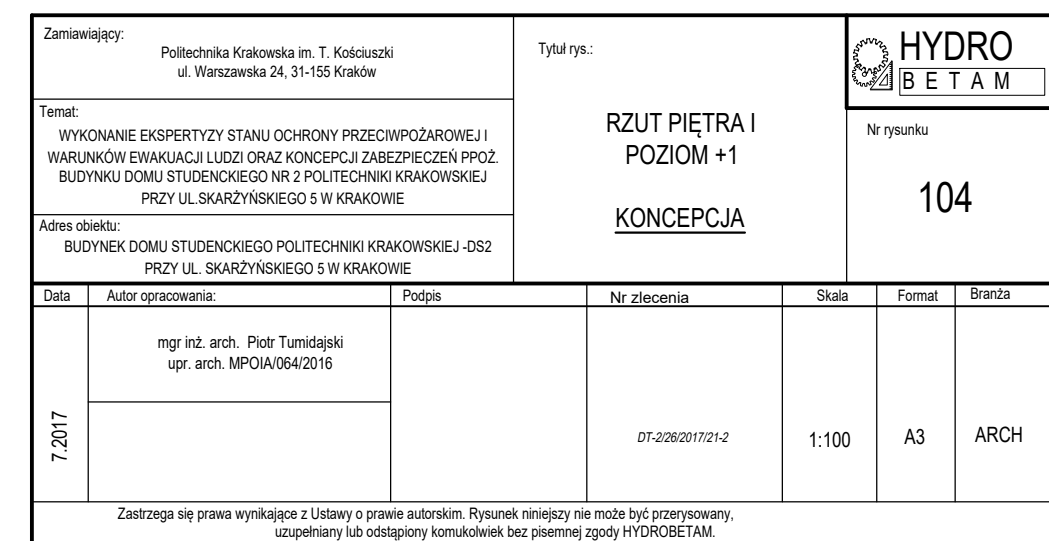 Zamiawiający:
Politechnika Krakowska im. T. Kościuszki
ul. Warszawska 24, 31-155 Kraków
Temat:
WYKONANIE EKSPERTYZY STANU OCHRONY PRZECIWPOŻAROWEJ I
WARUNKÓW EWAKUACJI LUDZI ORAZ KONCEPCJI ZABEZPIECZEŃ PPOŻ.
BUDYNKU DOMU STUDENCKIEGO NR 2 POLITECHNIKI KRAKOWSKIEJ
PRZY UL.SKARŻYŃSKIEGO 5 W KRAKOWIE
Adres obiektu:
BUDYNEK DOMU STUDENCKIEGO POLITECHNIKI KRAKOWSKIEJ -DS2
PRZY UL. SKARŻYŃSKIEGO 5 W KRAKOWIE
Tytuł rys.:
RZUT PIĘTRA I
POZIOM +1
KONCEPCJA
HYDRO
BETAM
Nr rysunku
104
Data Autor opracowania: Podpis Nr zlecenia Skala Format Branża
mgr inż. arch. Piotr Tumidajski
upr. arch. MPOIA/064/2016
7.2017 DT-2/26/2017/21-2 1:100 A3 ARCH
Zastrzega się prawa wynikające z Ustawy o prawie autorskim. Rysunek niniejszy nie może być przerysowany,
uzupełniany lub odstąpiony komukolwiek bez pisemnej zgody HYDROBETAM.